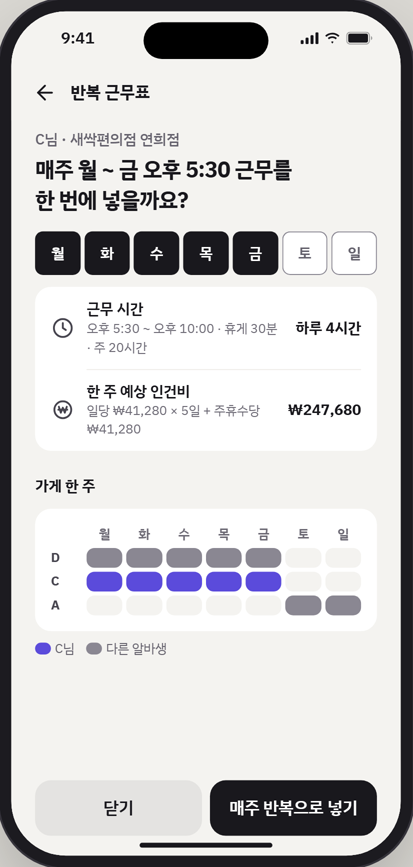 9:41
반복 근무표
C님 · 새싹편의점 연희점
매주 월 ~ 금 오후 5:30 근무를
한 번에 넣을까요?
월 화 수 목 금 토 일
근무 시간
오후 5:30 ~ 오후 10:00 · 휴게 30분
· 주 20시간
하루 4시간
한 주 예상 인건비
일당 ₩41,280 × 5일 + 주휴수당
₩41,280
₩247,680
가게 한 주
월 화 수 목 금 토 일
D
C
A
C님 다른 알바생
닫기 매주 반복으로 넣기